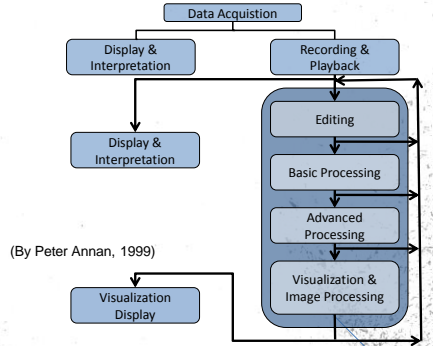 Data Acquistion
Display &
Interpretation
Recording &
Playback
Editing
Display &
Interpretation
Basic Processing
Advanced
Processing
(By Peter Annan, 1999)
Visualization &
Image Processing
Visualization
Display